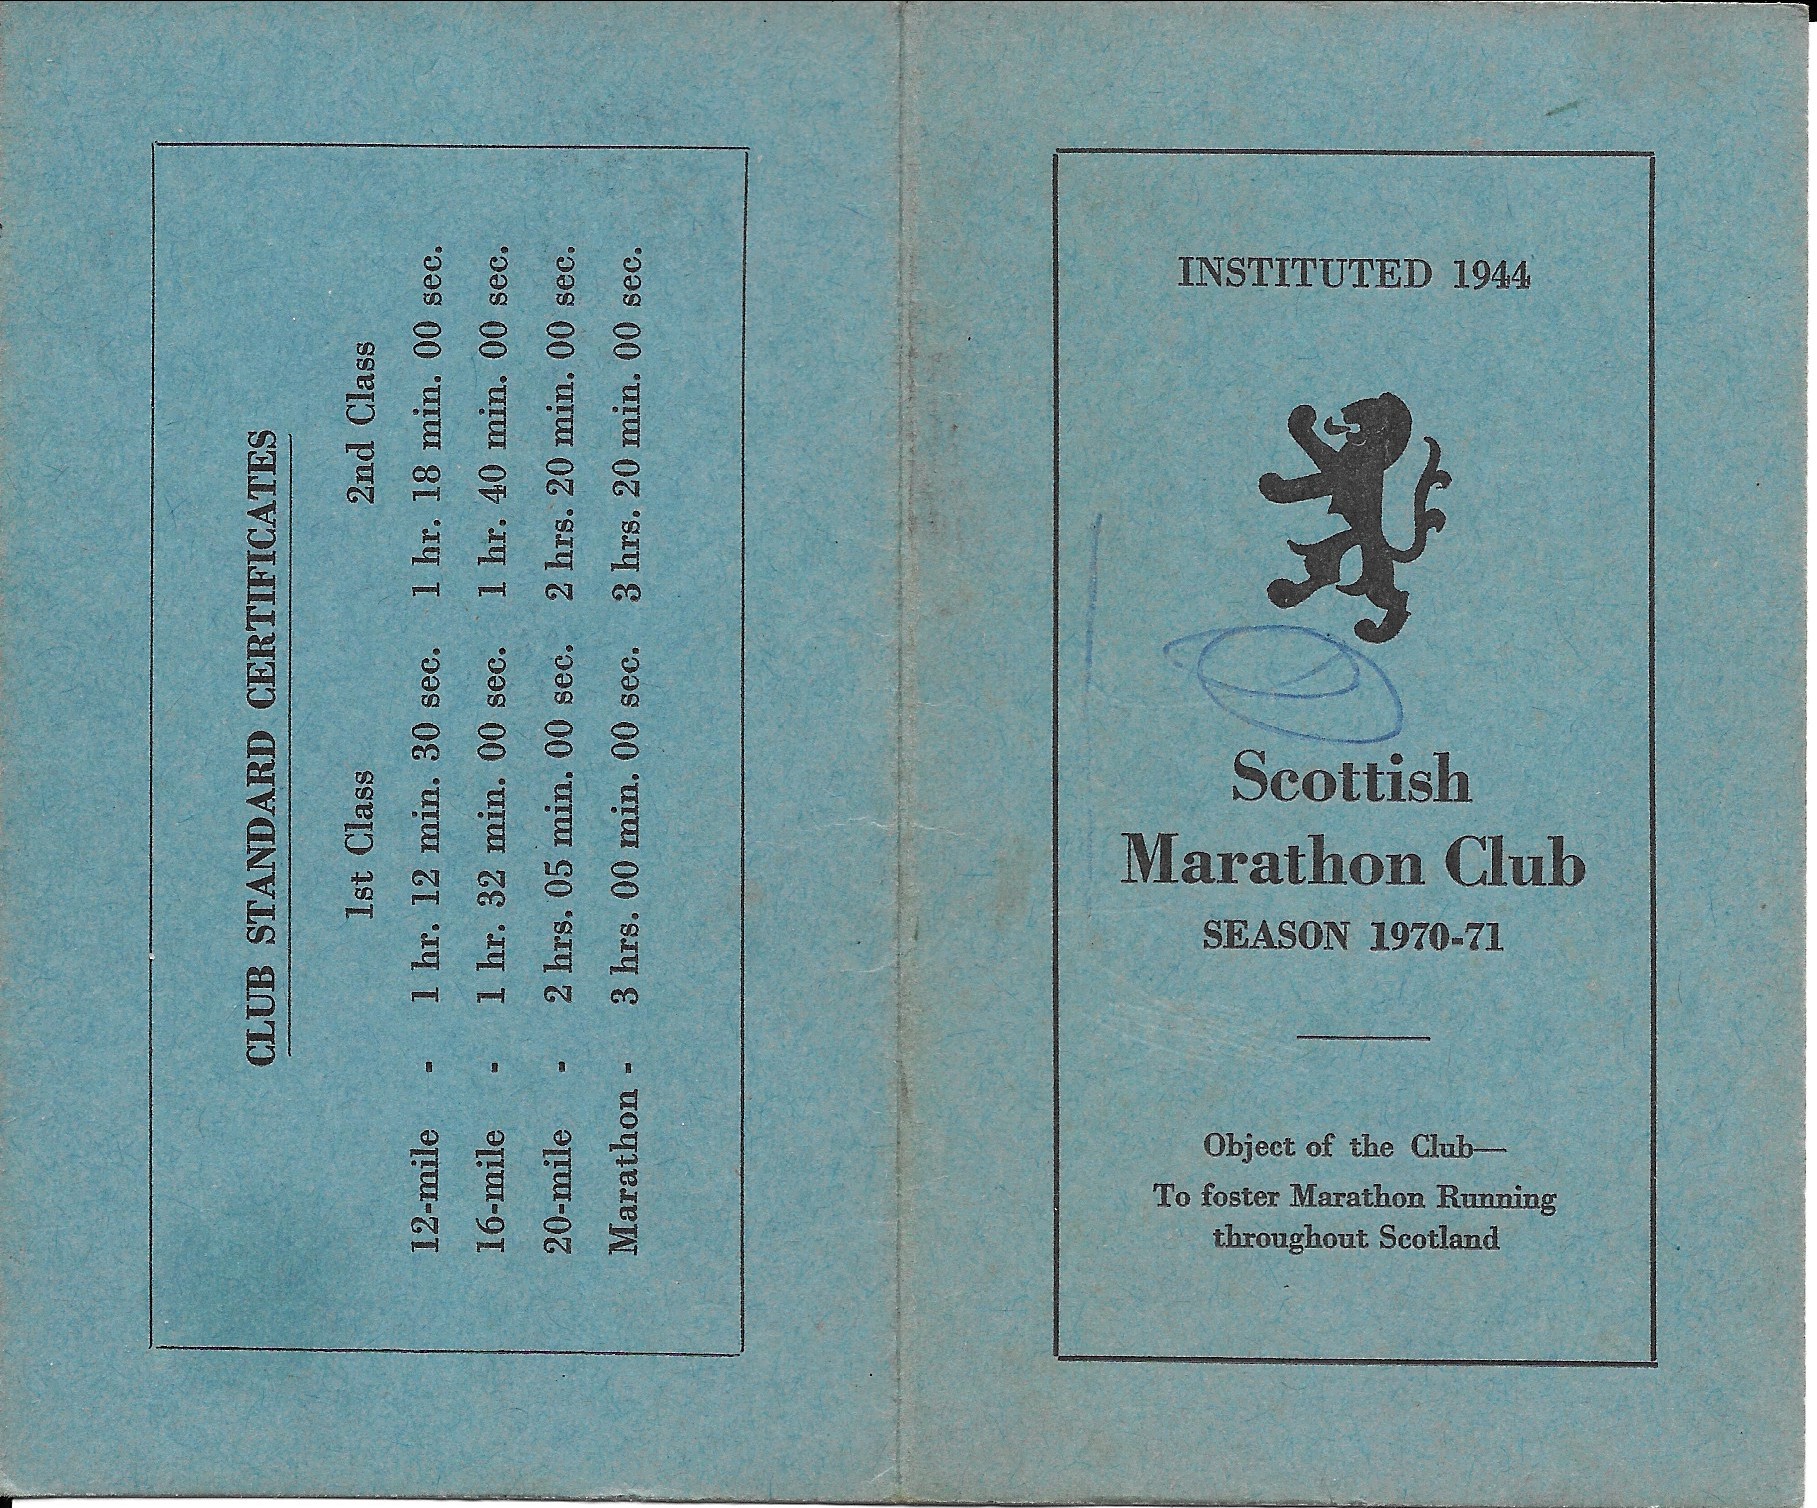 CLUB STANDARD CERTIFICATES
1st Class 2nd Class
12-mile - 1 hr. 12 min. 30 sec. 1 hr. 18 min. 00 sec.
16-mile - 1 hr. 32 min. 00 sec. 1 hr. 40 min. 00 sec.
20-mile - 2 hrs. 05 min. 00 sec. 2 hrs. 20 min. 00 sec.
Marathon - 3 hrs. 00 min. 00 sec. 3 hrs. 20 min. 00 sec.
INSTITUTED 1944
Scottish
Marathon Club
SEASON 1970-71
Object of the Club—
To foster Marathon Running
throughout Scotland